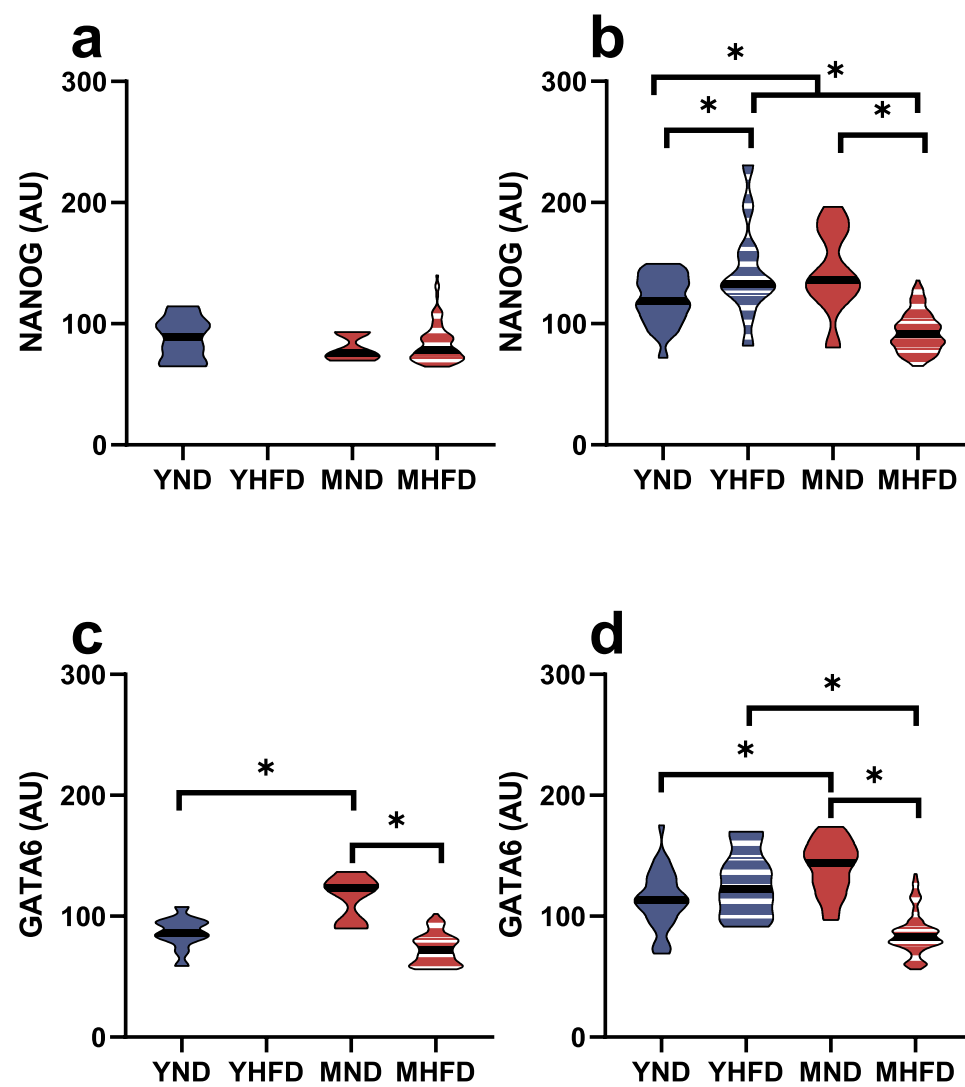 a
300
200
100
0
NANOG (AU)
YND YHFD MND MHFD
b
300
200
100
0
NANOG (AU)
* * * *
YND YHFD MND MHFD
c
300
200
100
0
GATA6 (AU)
* *
YND YHFD MND MHFD
d
300
200
100
0
GATA6 (AU)
* * *
YND YHFD MND MHFD